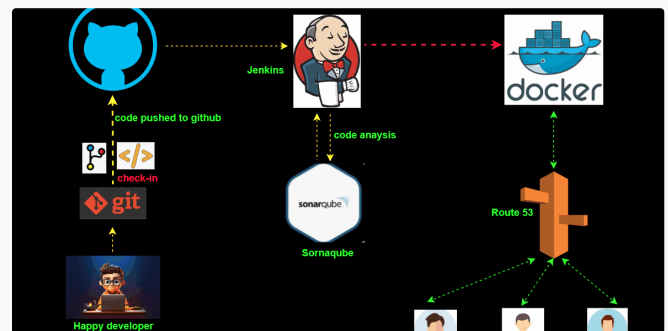 Jenkins
docker
code pushed to github
code anaysis
</>
check-in
git
sonarqube
Route 53
Sornaqube
Happy developer